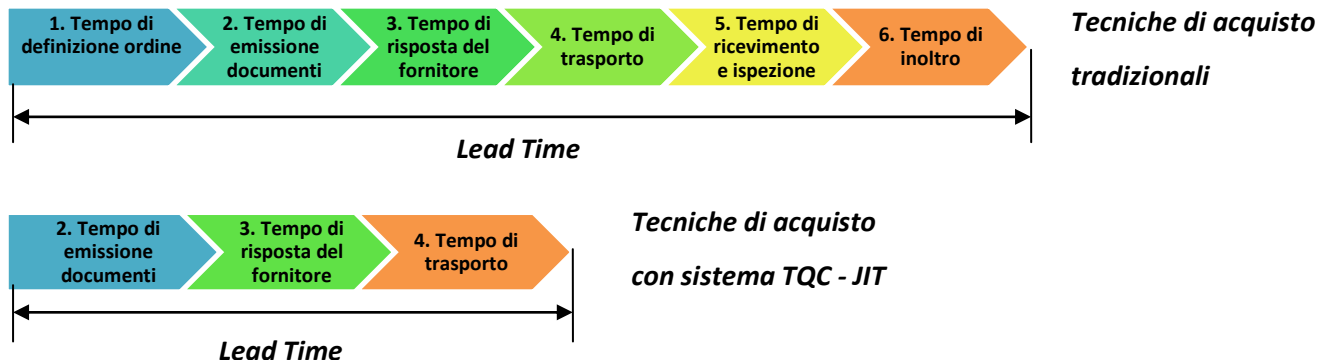 1. Tempo di
definizione ordine
2. Tempo di
emissione
documenti
3. Tempo di
risposta del
fornitore
4. Tempo di
trasporto
5. Tempo di
ricevimento
e ispezione
6. Tempo di
inoltro
Tecniche di acquisto
tradizionali
Lead Time
2. Tempo di
emissione
documenti
3. Tempo di
risposta del
fornitore
4. Tempo di
trasporto
Tecniche di acquisto
con sistema TQC - JIT
Lead Time